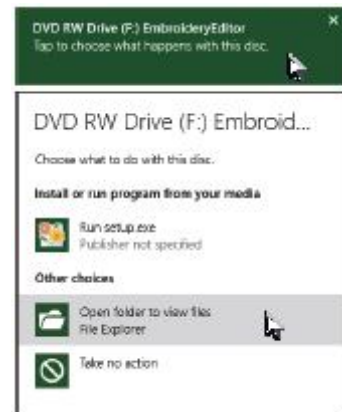 DVD RW Drive (F:) EmbroideryEditor
Tap to choose what happens with this disc.
DVD RW Drive (F:) Embroid...
Choose what to do with this disc.
Install or run program from your media
Run setup.exe
Publisher not specified
Other choices
Open folder to view files
File Explorer
Take no action